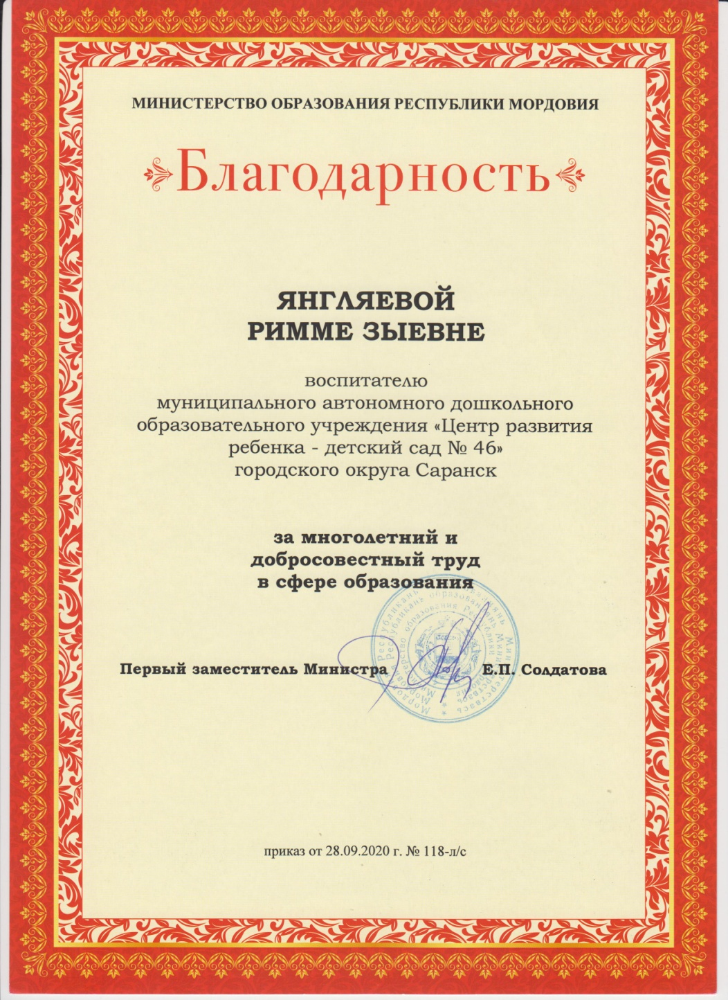 МИНИСТЕРСТВО ОБРАЗОВАНИЯ РЕСПУБЛИКИ МОРДОВИЯ
Благодарность
ЯНГЛЯЕВОЙ
РИММЕ ЗЫЕВНЕ
воспитателю
муниципального автономного дошкольного
образовательного учреждения «Центр развития
ребенка - детский сад № 46»
городского округа Саранск
за многолетний и
добросовестный труд
в сфере образования
Первый заместитель Министра Е.П. Солдатова
Министерство образования Республики
приказ от 28.09.2020 г. № 118-л/с